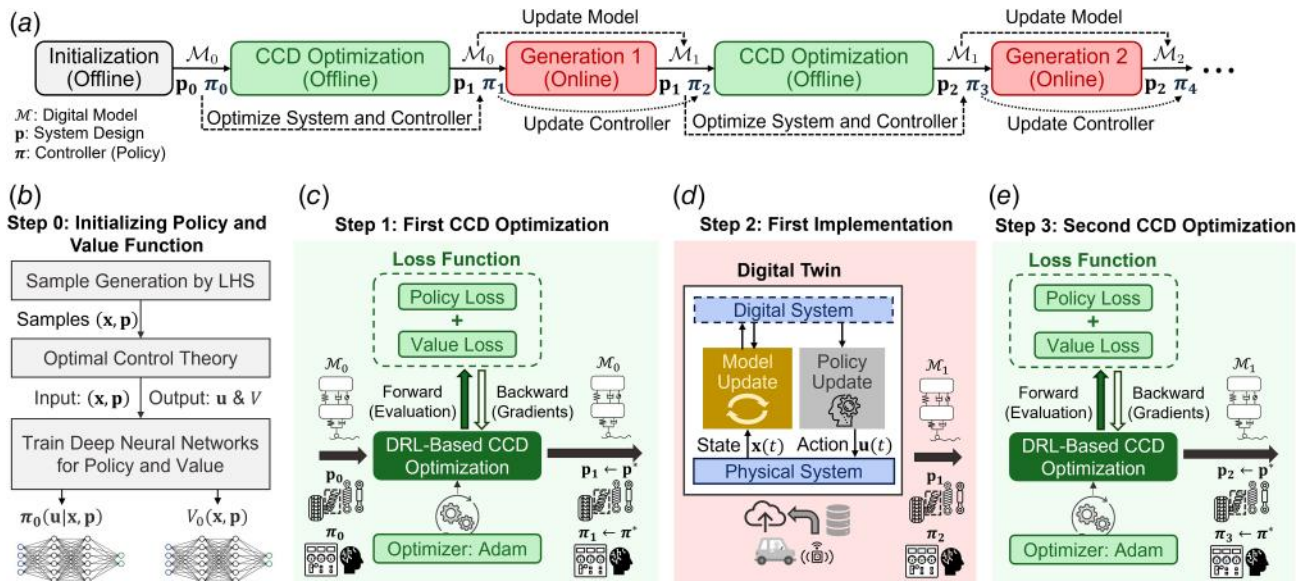 (a)
Update Model
Update Model
Initialization
(Offline)
ℳ0
CCD Optimization
(Offline)
ℳ0
Generation 1
(Online)
ℳ1
CCD Optimization
(Offline)
ℳ1
Generation 2
(Online)
ℳ2
p0 π0
p1 π1
p1 π2
p2 π3
p2 π4
ℳ: Digital Model
p: System Design
π: Controller (Policy)
Optimize System and Controller
Update Controller
Optimize System and Controller
Update Controller
(b)
Step 0: Initializing Policy and
Value Function
Sample Generation by LHS
Samples (x, p)
Optimal Control Theory
Input: (x, p)
Output: u & V
Train Deep Neural Networks
for Policy and Value
π0(u|x, p)
V0(x, p)
(c)
Step 1: First CCD Optimization
Loss Function
Policy Loss
+
Value Loss
ℳ0
Forward
(Evaluation)
Backward
(Gradients)
ℳ0
DRL-Based CCD
Optimization
p0
p1 ← p*
π0
π1 ← π*
Optimizer: Adam
(d)
Step 2: First Implementation
Digital Twin
Digital System
Model
Update
Policy
Update
ℳ1
State
x(t)
Action
u(t)
Physical System
p1
π2
(e)
Step 3: Second CCD Optimization
Loss Function
Policy Loss
+
Value Loss
Forward
(Evaluation)
Backward
(Gradients)
ℳ1
DRL-Based CCD
Optimization
p2 ← p*
π3 ← π*
Optimizer: Adam